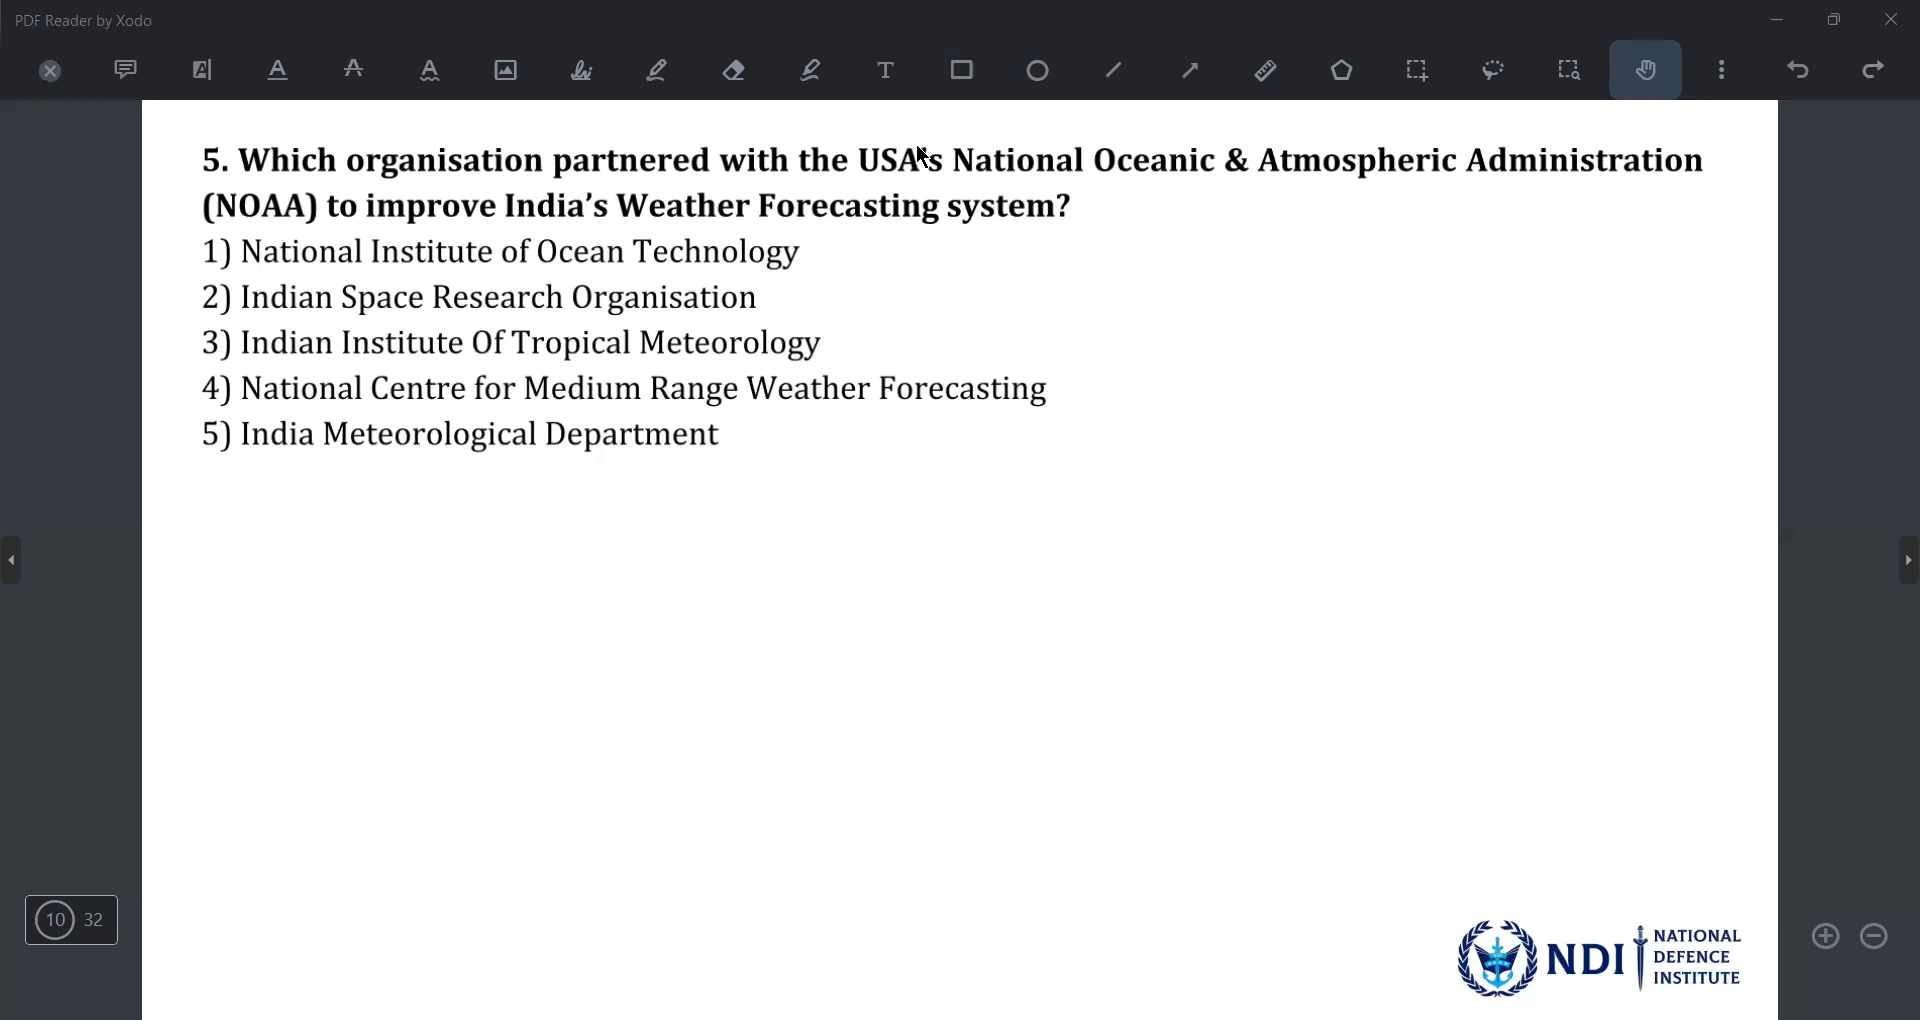 PDF Reader by Xodo
5. Which organisation partnered with the USA's National Oceanic & Atmospheric Administration
(NOAA) to improve India’s Weather Forecasting system?
1) National Institute of Ocean Technology
2) Indian Space Research Organisation
3) Indian Institute Of Tropical Meteorology
4) National Centre for Medium Range Weather Forecasting
5) India Meteorological Department
10 32
NDI
NATIONAL
DEFENCE
INSTITUTE